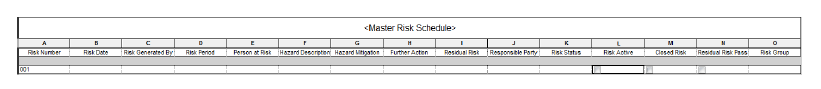 <Master Risk Schedule>
A B C D E F G H I J K L M N O
Risk Number Risk Date Risk Generated By Risk Period Person at Risk Hazard Description Hazard Mitigation Further Action Residual Risk Responsible Party Risk Status Risk Active Closed Risk Residual Risk Pass Risk Group
001